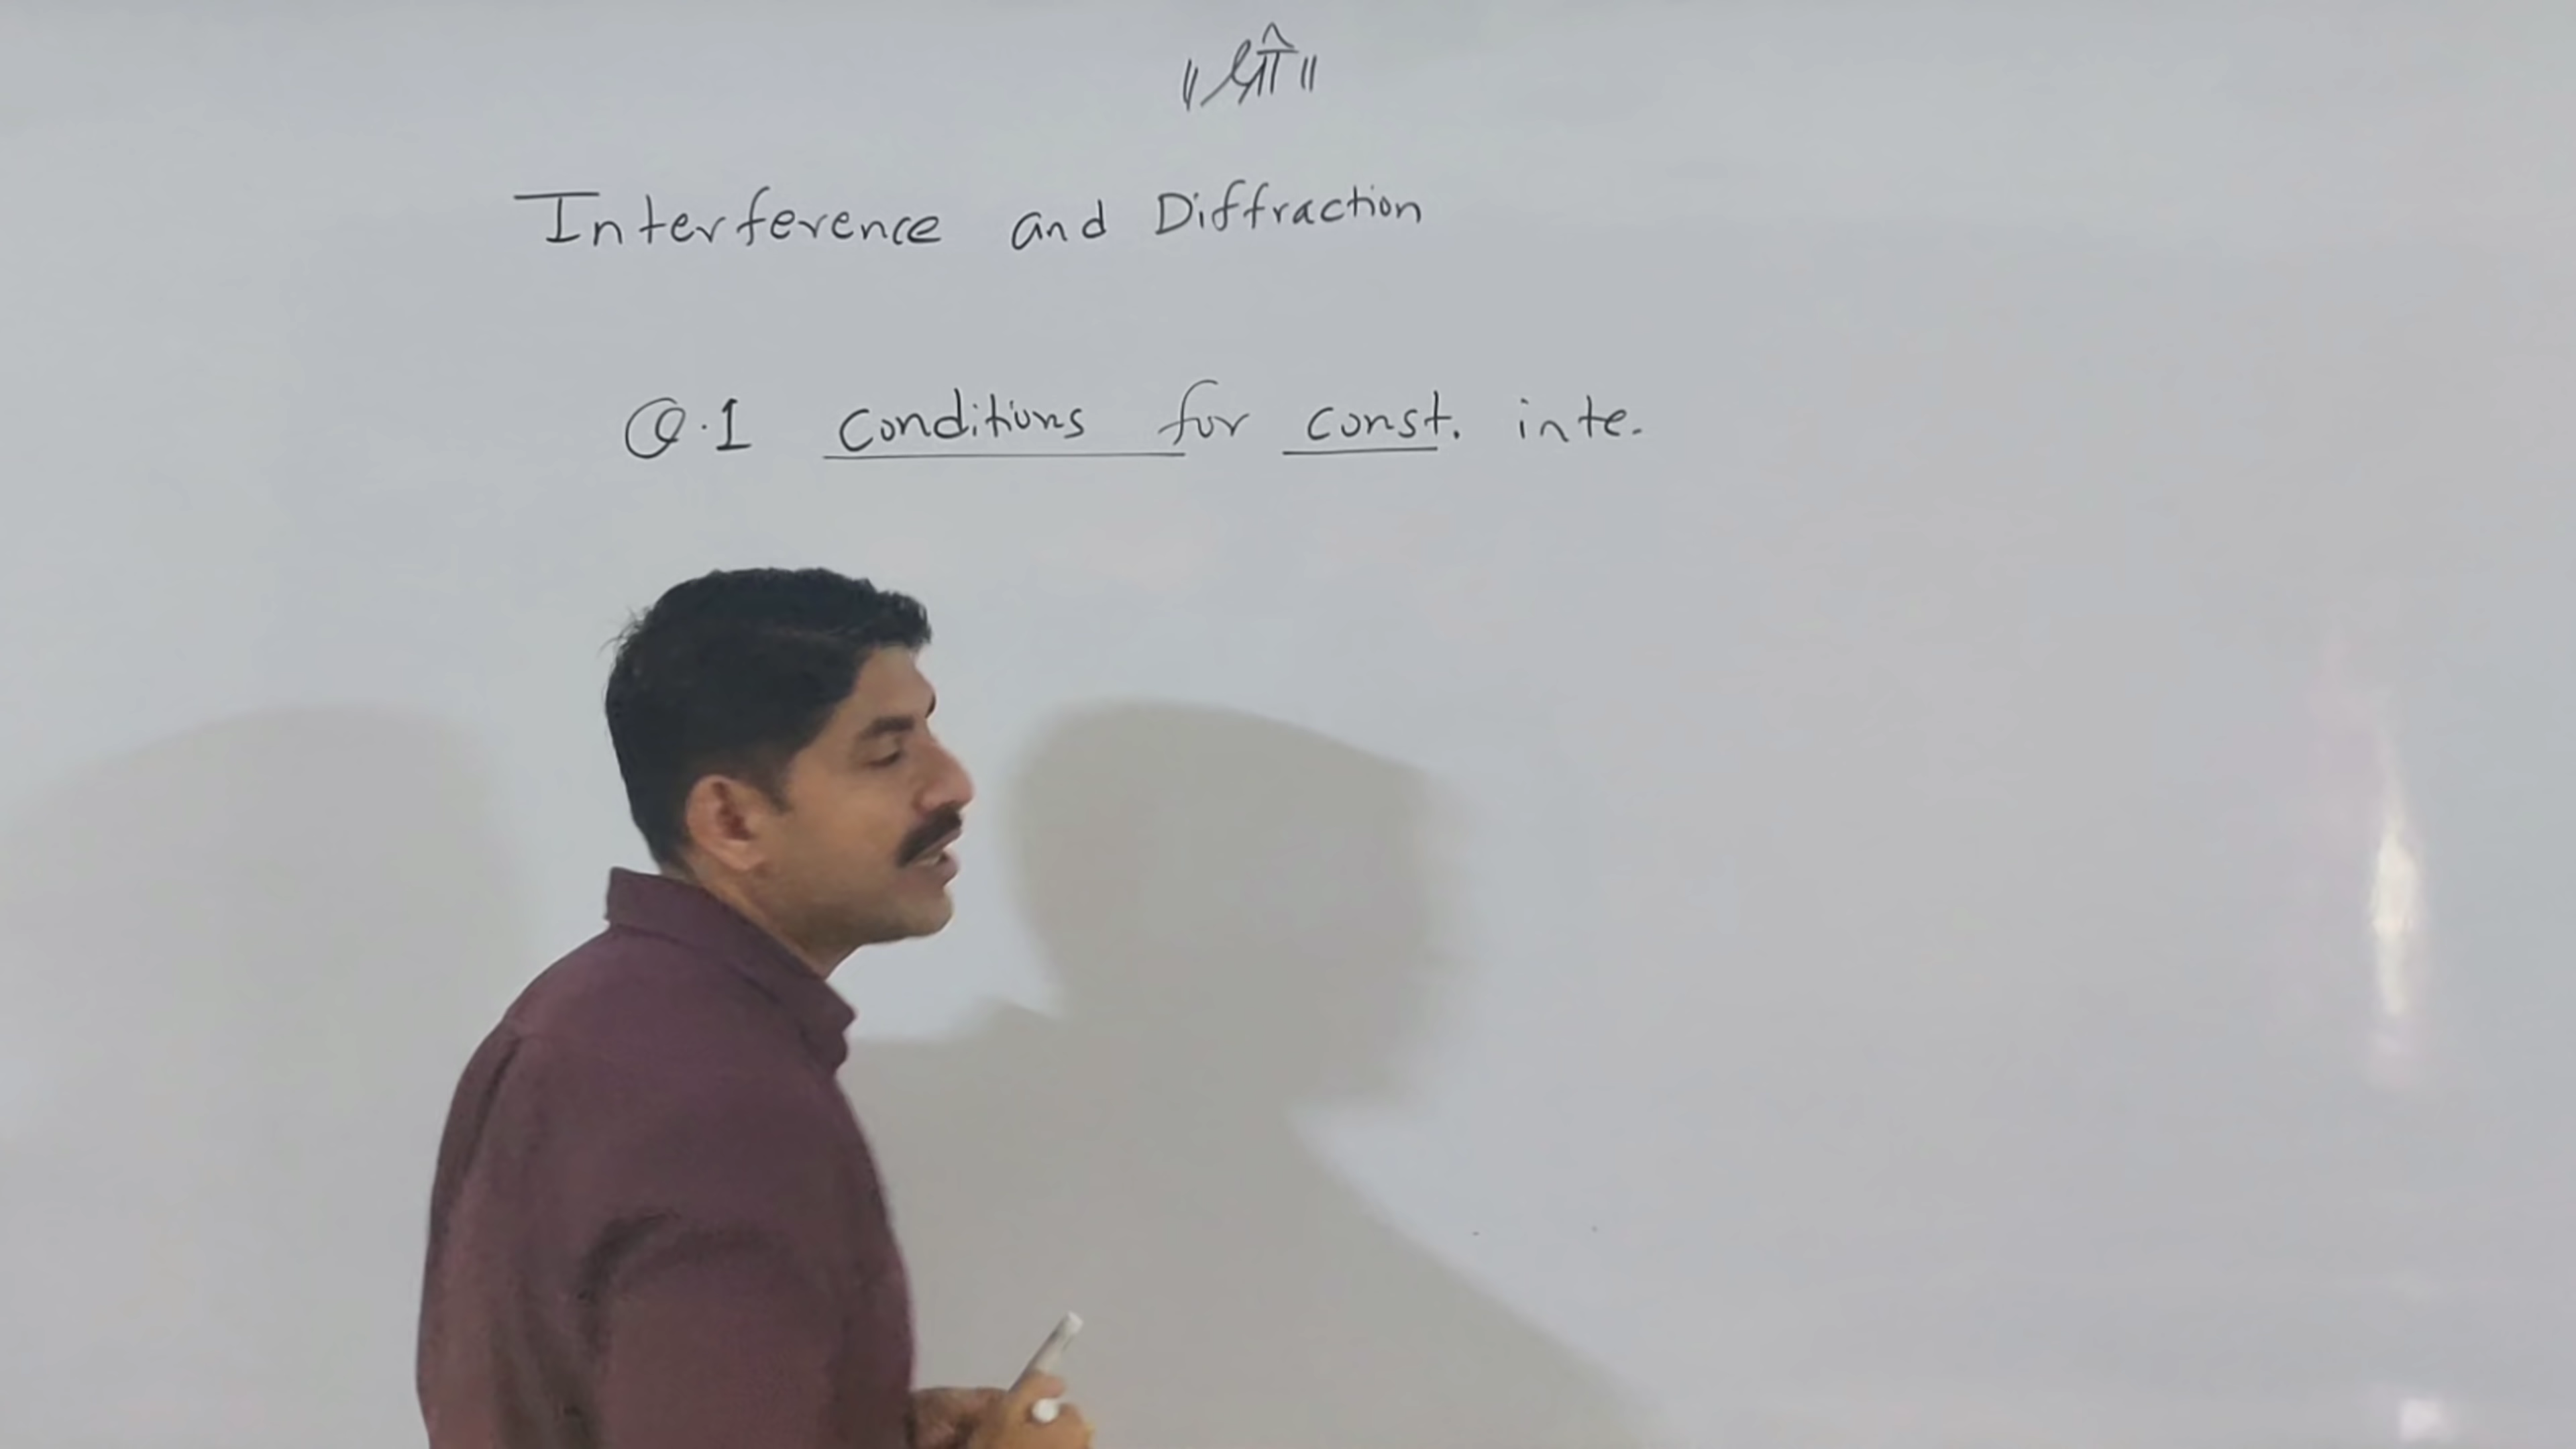 ॥ श्री ॥
Interference and Diffraction
Q.1 Conditions for const. inte.